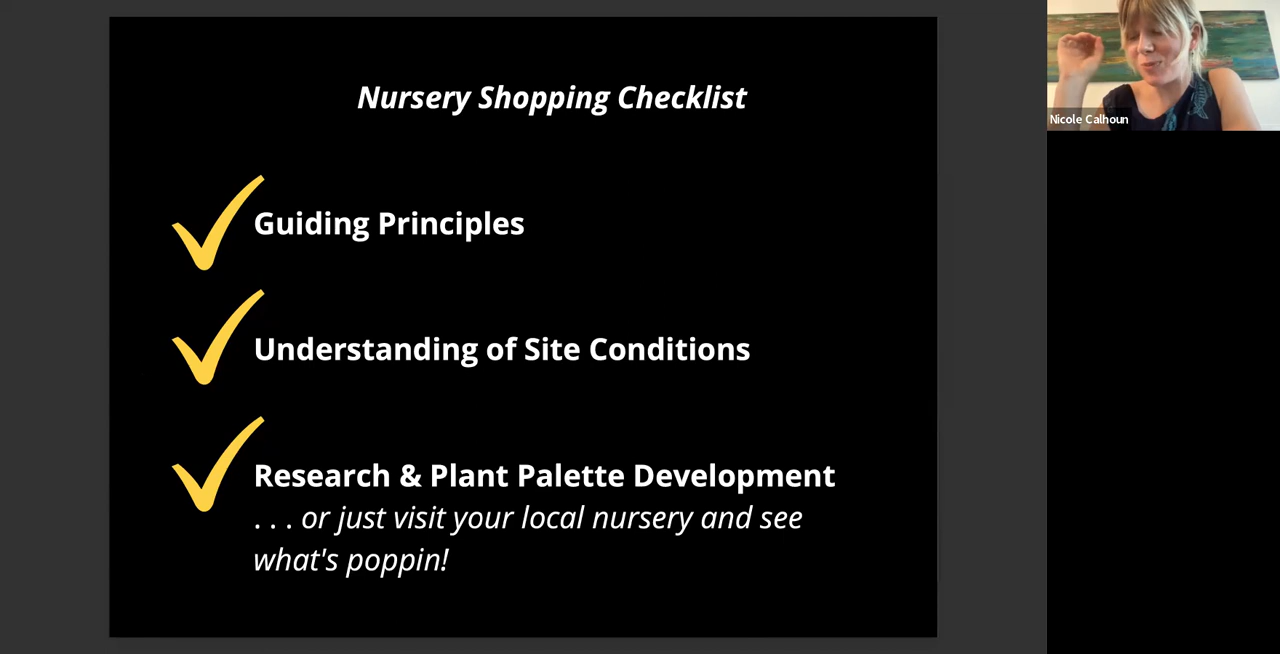 Nursery Shopping Checklist
Guiding Principles
Understanding of Site Conditions
Research & Plant Palette Development
. . . or just visit your local nursery and see
what's poppin!
Nicole Calhoun